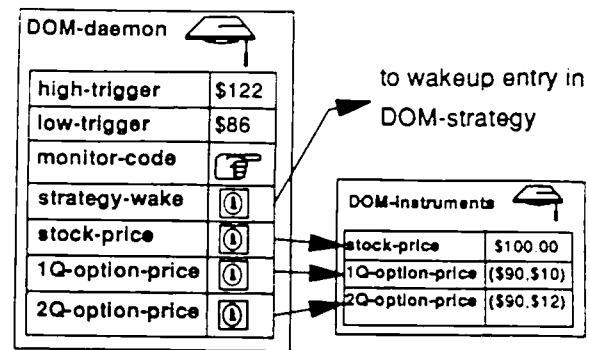 DOM-daemon
high-trigger $122
low-trigger $86
monitor-code
strategy-wake
stock-price
1Q-option-price
2Q-option-price
to wakeup entry in
DOM-strategy
DOM-instruments
stock-price $100.00
1Q-option-price ($90.$10)
2Q-option-price ($90.$12)